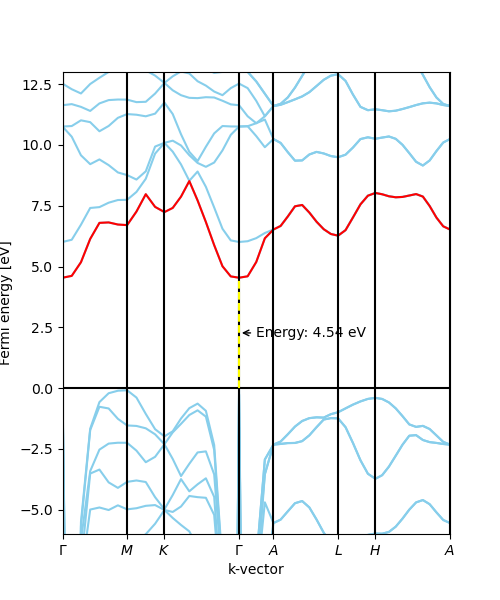 12.5
10.0
7.5
5.0
2.5
0.0
−2.5
−5.0
Fermi energy [eV]
Energy: 4.54 eV
Γ M K Γ A L H A
k-vector